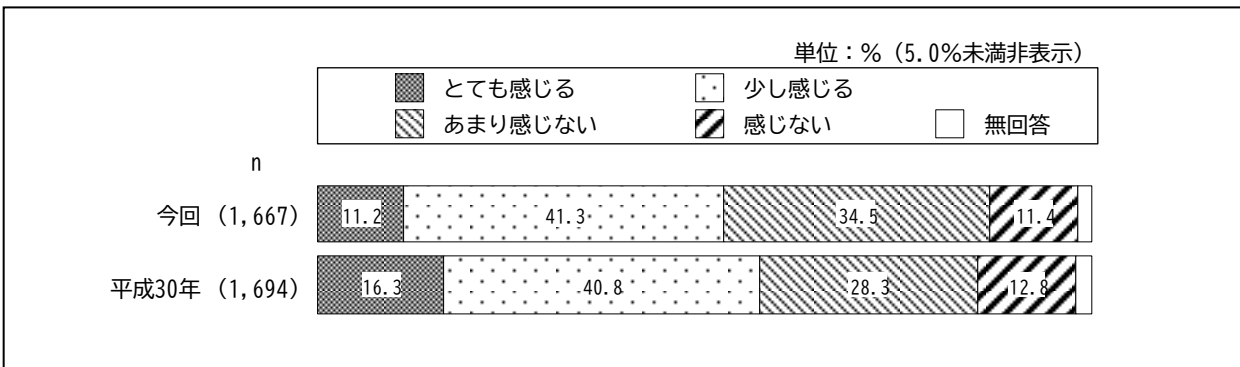 単位：％（5.0％未満非表示）
とても感じる 少し感じる
あまり感じない 感じない 無回答
n
今回 (1,667) 11.2 41.3 34.5 11.4
平成30年 (1,694) 16.3 40.8 28.3 12.8